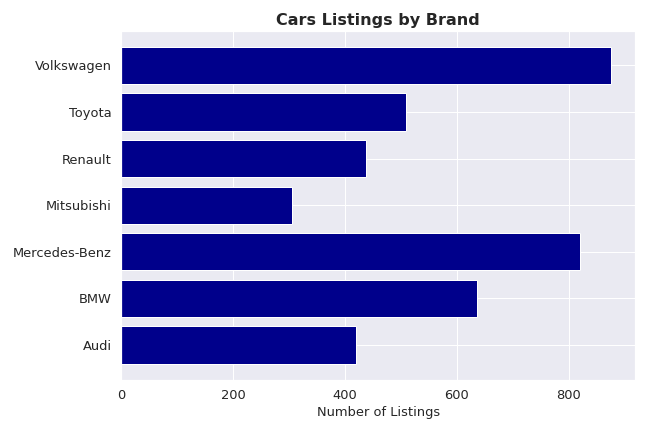 Cars Listings by Brand
Volkswagen
Toyota
Renault
Mitsubishi
Mercedes-Benz
BMW
Audi
0 200 400 600 800
Number of Listings